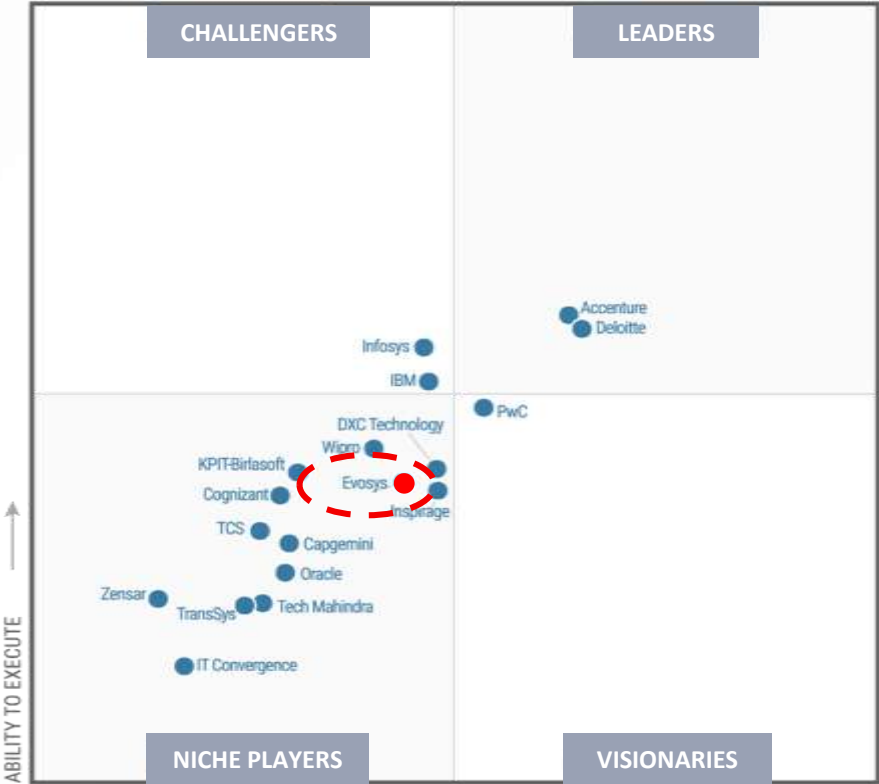 CHALLENGERS
LEADERS
Accenture
Deloitte
Infosys
IBM
PwC
DXC Technology
Wipro
KPIT-Birlasoft
Evosys
Cognizant
Inspirage
TCS
Capgemini
Oracle
Zensar
TransSys
Tech Mahindra
IT Convergence
ABILITY TO EXECUTE
NICHE PLAYERS
VISIONARIES